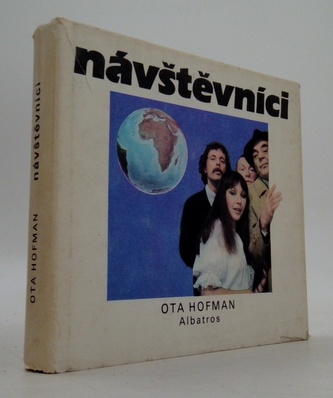 návštěvníci
OTA HOFMAN
Albatros
OTA HOFMAN návštěvníci